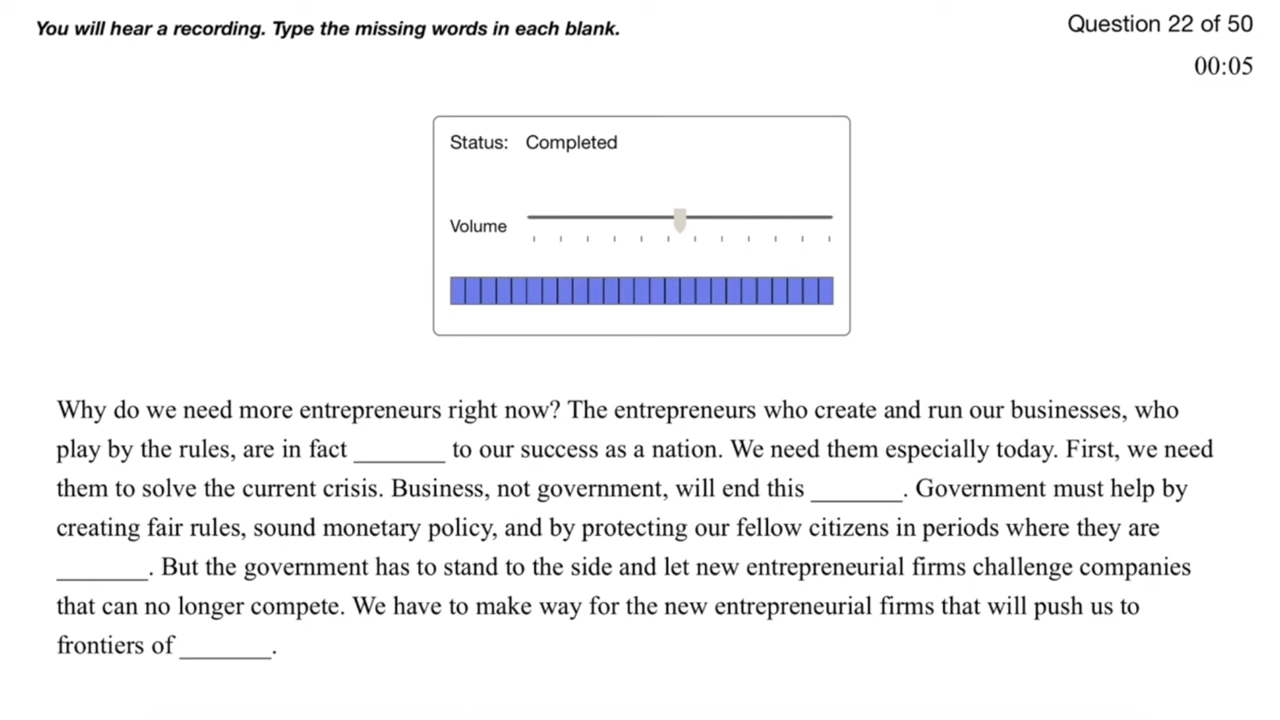 You will hear a recording. Type the missing words in each blank.
Question 22 of 50
00:05
Status: Completed
Volume
Why do we need more entrepreneurs right now? The entrepreneurs who create and run our businesses, who
play by the rules, are in fact _______ to our success as a nation. We need them especially today. First, we need
them to solve the current crisis. Business, not government, will end this _______. Government must help by
creating fair rules, sound monetary policy, and by protecting our fellow citizens in periods where they are
_______. But the government has to stand to the side and let new entrepreneurial firms challenge companies
that can no longer compete. We have to make way for the new entrepreneurial firms that will push us to
frontiers of _______.